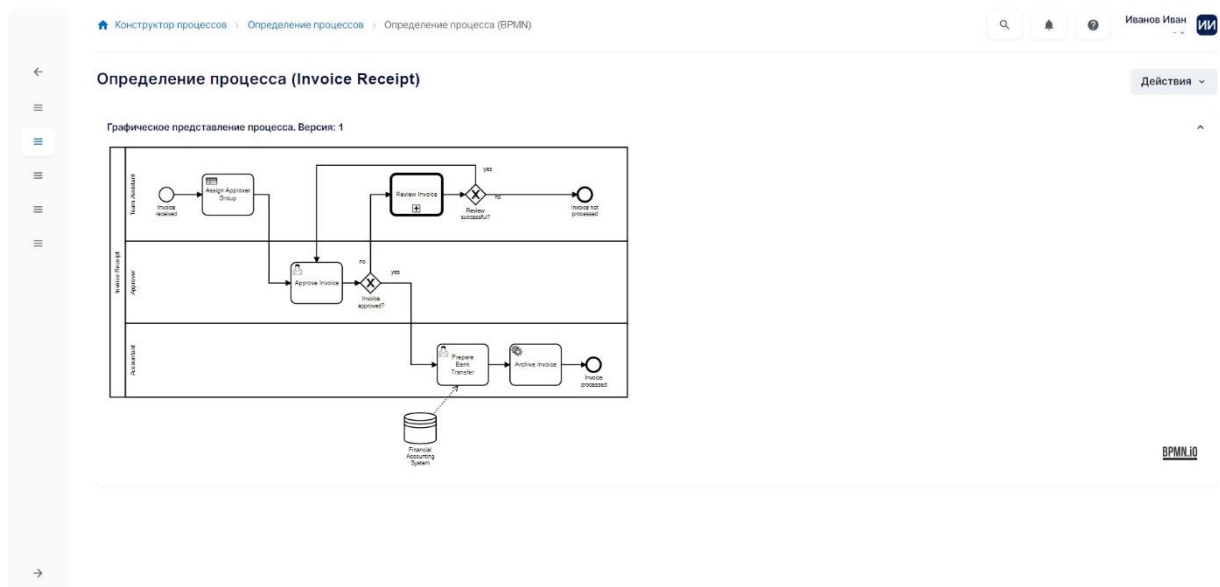 Конструктор процессов > Определение процессов > Определение процесса (BPMN)
Иванов Иван
ИИ
Определение процесса (Invoice Receipt)
Действия
Графическое представление процесса. Версия: 1
Invoice Receipt
Team Assistant
Invoice
received
Assign Approver
Group
Review Invoice
yes
no
Review
successful?
Invoice not
processed
Approver
Approve Invoice
no
yes
Invoice
approved?
Accountant
Prepare
Bank
Transfer
Archive Invoice
Invoice
processed
Financial
Accounting
System
BPMN.iO